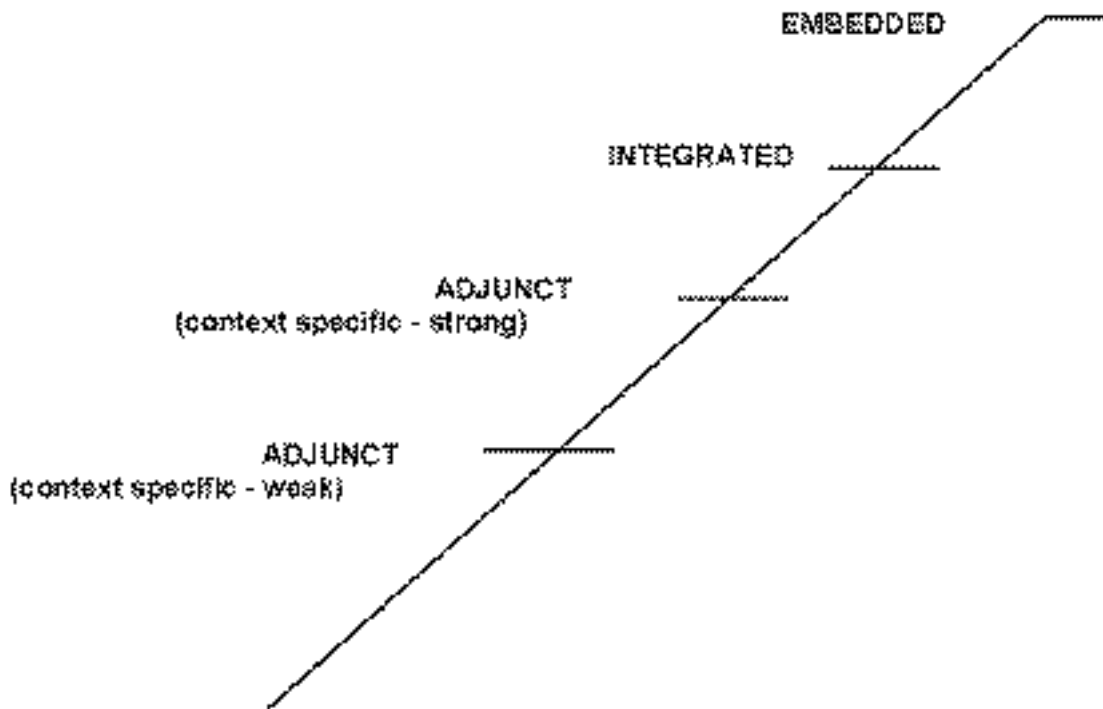 EMBEDDED
INTEGRATED
ADJUNCT
(context specific - strong)
ADJUNCT
(context specific - weak)